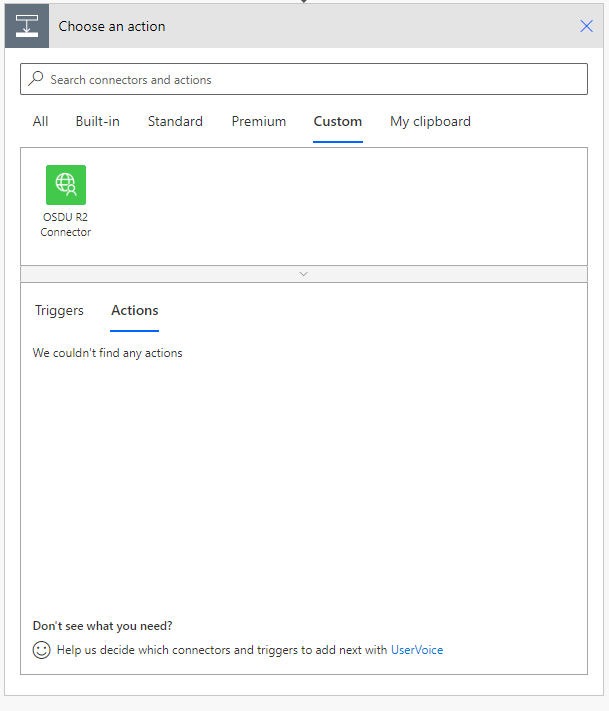 Choose an action
Search connectors and actions
All Built-in Standard Premium Custom My clipboard
OSDU R2
Connector
Triggers Actions
We couldn't find any actions
Don't see what you need?
Help us decide which connectors and triggers to add next with UserVoice